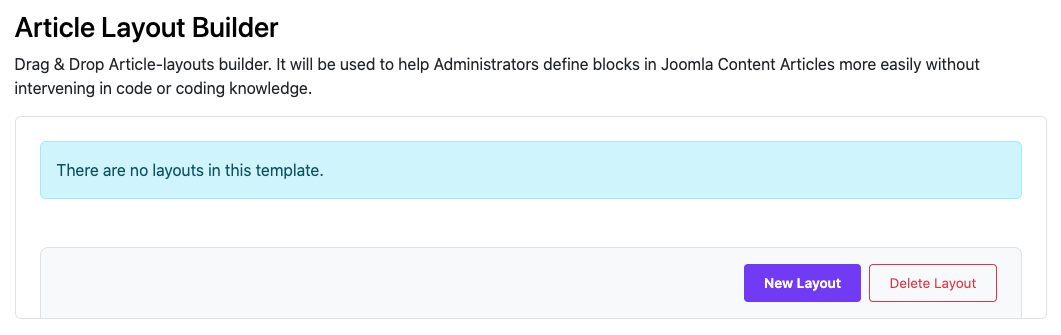 Article Layout Builder
Drag & Drop Article-layouts builder. It will be used to help Administrators define blocks in Joomla Content Articles more easily without
intervening in code or coding knowledge.
There are no layouts in this template.
New Layout
Delete Layout